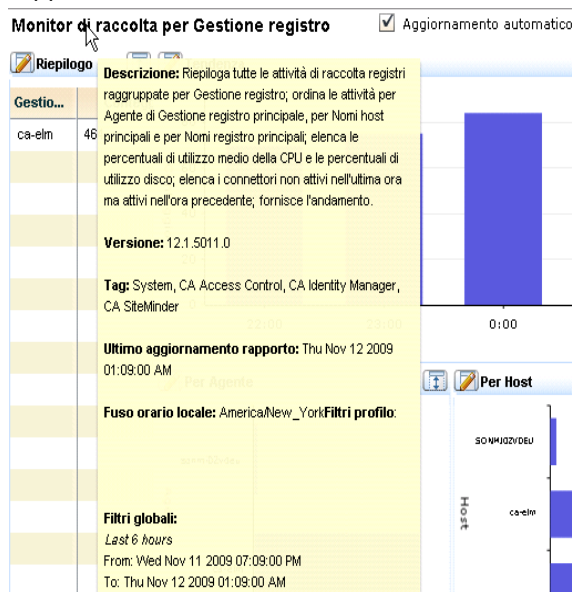 Monitor di raccolta per Gestione registro
Aggiornamento automatico
Riepilogo
Gestio...
ca-elm 46
Descrizione: Riepiloga tutte le attività di raccolta registri
raggruppate per Gestione registro; ordina le attività per
Agente di Gestione registro principale, per Nomi host
principali e per Nomi registro principali; elenca le
percentuali di utilizzo medio della CPU e le percentuali di
utilizzo disco; elenca i connettori non attivi nell'ultima ora
ma attivi nell'ora precedente; fornisce l'andamento.
Versione: 12.1.5011.0
Tag: System, CA Access Control, CA Identity Manager,
CA SiteMinder
22:00 23:00 0:00
Ultimo aggiornamento rapporto: Thu Nov 12 2009
01:09:00 AM
Per Agente
Per Host
Fuso orario locale: America/New_YorkFiltri profilo:
Host
ca-elm
Filtri globali:
Last 6 hours
From: Wed Nov 11 2009 07:09:00 PM
To: Thu Nov 12 2009 01:09:00 AM